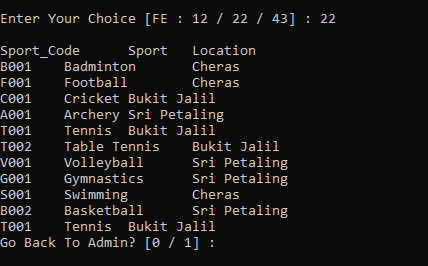 Enter Your Choice [FE : 12 / 22 / 43] : 22
Sport_Code Sport Location
B001 Badminton Cheras
F001 Football Cheras
C001 Cricket Bukit Jalil
A001 Archery Sri Petaling
T001 Tennis Bukit Jalil
T002 Table Tennis Bukit Jalil
V001 Volleyball Sri Petaling
G001 Gymnastics Sri Petaling
S001 Swimming Cheras
B002 Basketball Sri Petaling
T001 Tennis Bukit Jalil
Go Back To Admin? [0 / 1] :